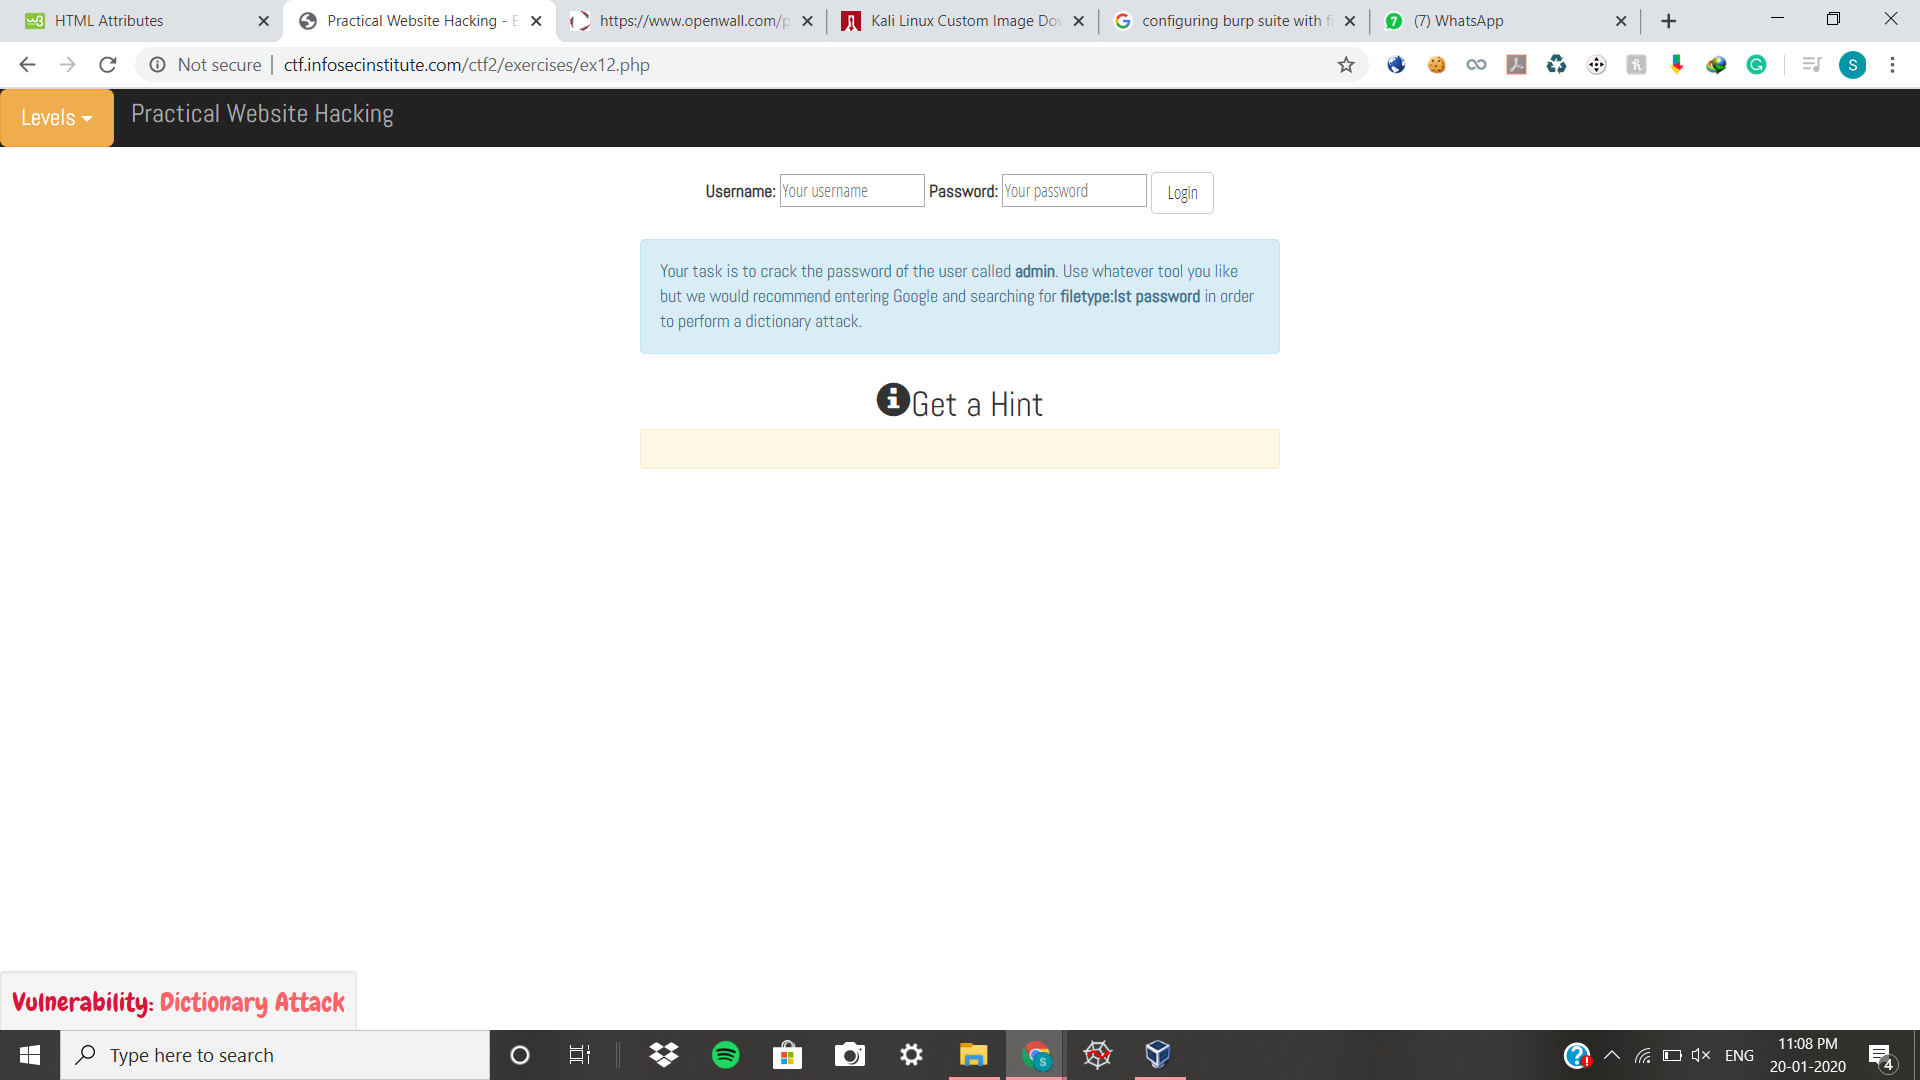 HTML Attributes
Practical Website Hacking - E
https://www.openwall.com/p
Kali Linux Custom Image Dov
configuring burp suite with fi
(7) WhatsApp
Not secure | ctf.infosecinstitute.com/ctf2/exercises/ex12.php
S
Levels Practical Website Hacking
Username: Your username Password: Your password Login
Your task is to crack the password of the user called admin. Use whatever tool you like
but we would recommend entering Google and searching for filetype:lst password in order
to perform a dictionary attack.
Get a Hint
Vulnerability: Dictionary Attack
Type here to search
ENG
11:08 PM
20-01-2020
4